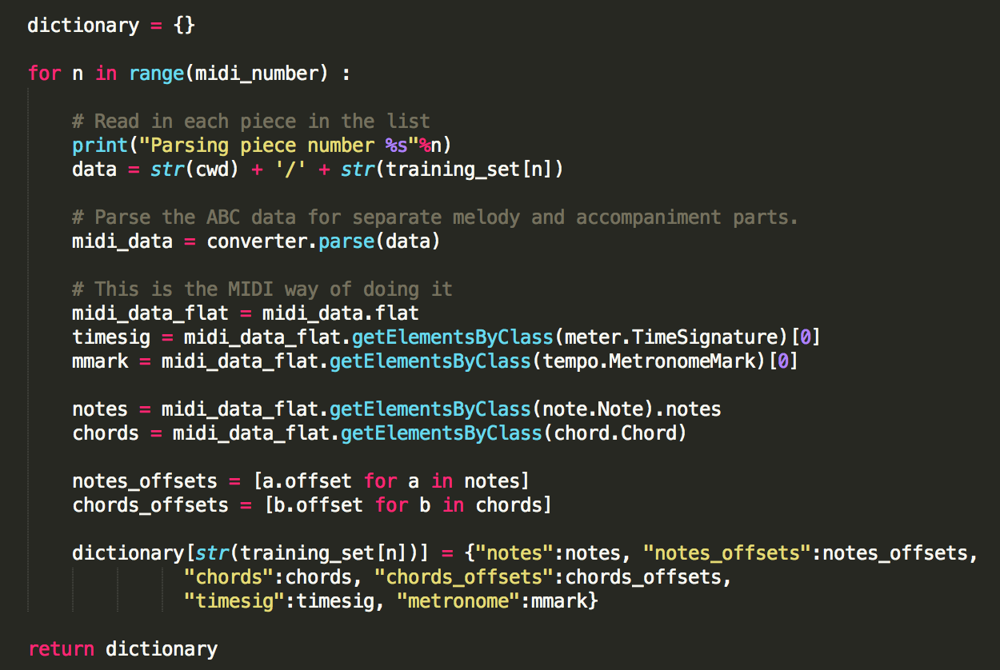 dictionary = {}
for n in range(midi_number) :
# Read in each piece in the list
print("Parsing piece number %s"%n)
data = str(cwd) + '/' + str(training_set[n])
# Parse the ABC data for separate melody and accompaniment parts.
midi_data = converter.parse(data)
# This is the MIDI way of doing it
midi_data_flat = midi_data.flat
timesig = midi_data_flat.getElementsByClass(meter.TimeSignature)[0]
mmark = midi_data_flat.getElementsByClass(tempo.MetronomeMark)[0]
notes = midi_data_flat.getElementsByClass(note.Note).notes
chords = midi_data_flat.getElementsByClass(chord.Chord)
notes_offsets = [a.offset for a in notes]
chords_offsets = [b.offset for b in chords]
dictionary[str(training_set[n])] = {"notes":notes, "notes_offsets":notes_offsets,
"chords":chords, "chords_offsets":chords_offsets,
"timesig":timesig, "metronome":mmark}
return dictionary